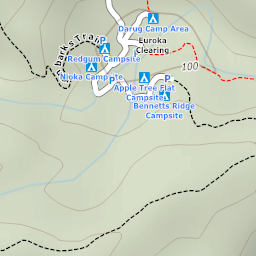 Darug Camp Area
Euroka
Clearing
P
Redgum Campsite
Nioka Campsite
Apple Tree Flat
Campsite
P
Bennetts Ridge
Campsite
100